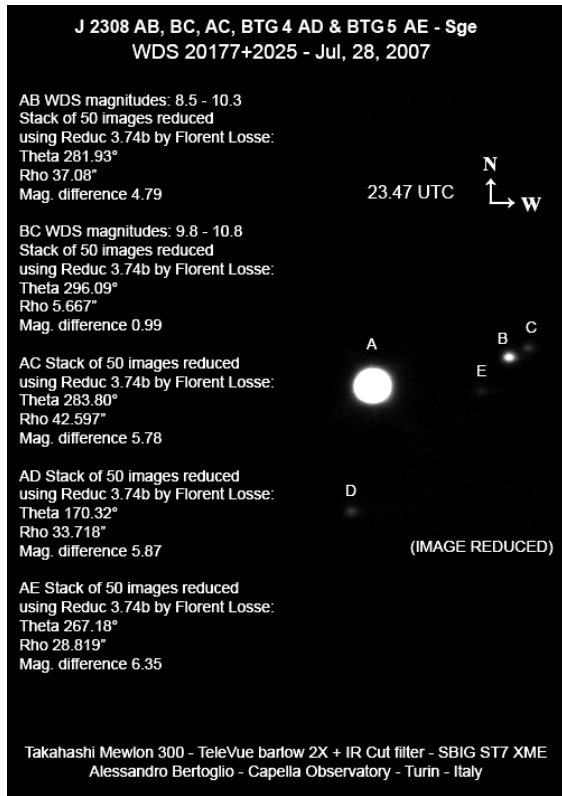 J 2308 AB, BC, AC, BTG 4 AD & BTG 5 AE - Sge
WDS 20177+2025 - Jul, 28, 2007
AB WDS magnitudes: 8.5 - 10.3
Stack of 50 images reduced
using Reduc 3.74b by Florent Losse:
Theta 281.93°
Rho 37.08”
Mag. difference 4.79
23.47 UTC
N
W
BC WDS magnitudes: 9.8 - 10.8
Stack of 50 images reduced
using Reduc 3.74b by Florent Losse:
Theta 296.09°
Rho 5.667”
Mag. difference 0.99
A
B
C
E
D
AC Stack of 50 images reduced
using Reduc 3.74b by Florent Losse:
Theta 283.80°
Rho 42.597”
Mag. difference 5.78
AD Stack of 50 images reduced
using Reduc 3.74b by Florent Losse:
Theta 170.32°
Rho 33.718”
Mag. difference 5.87
(IMAGE REDUCED)
AE Stack of 50 images reduced
using Reduc 3.74b by Florent Losse:
Theta 267.18°
Rho 28.819”
Mag. difference 6.35
Takahashi Mewlon 300 - TeleVue barlow 2X + IR Cut filter - SBIG ST7 XME
Alessandro Bertoglio - Capella Observatory - Turin - Italy